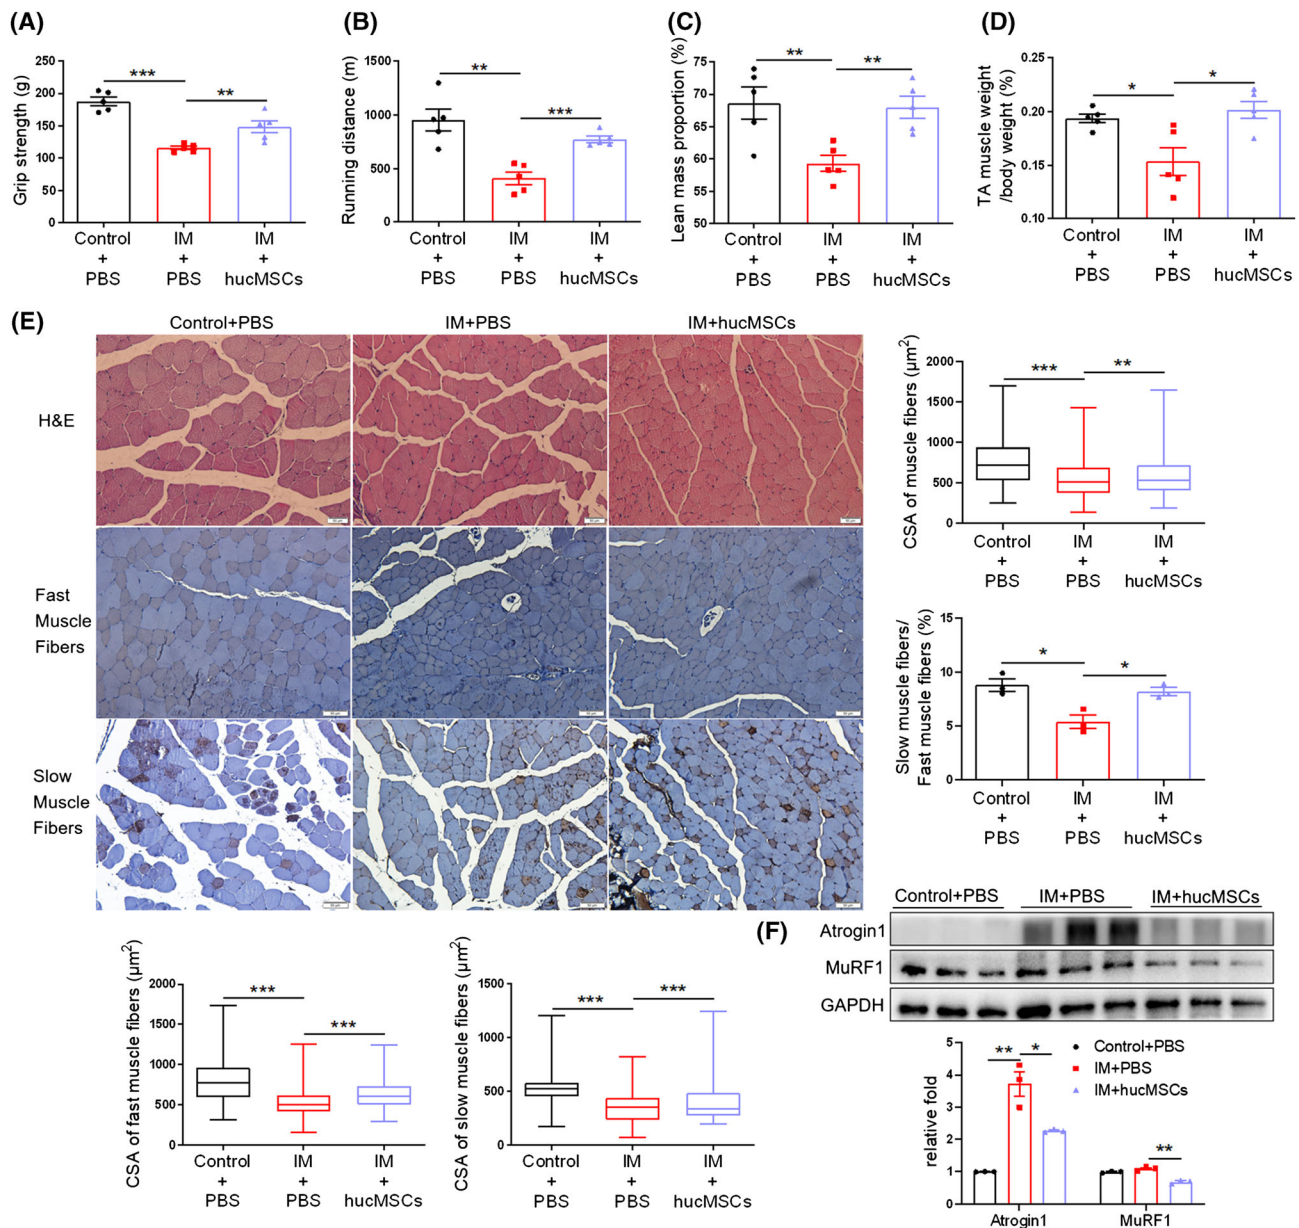 (A)
Grip strength (g)
250
200
150
100
50
0
***
**
Control + PBS
IM + PBS
IM + hucMSCs
(B)
Running distance (m)
1500
1000
500
0
**
***
Control + PBS
IM + PBS
IM + hucMSCs
(C)
Lean mass proportion (%)
75
70
65
60
55
50
**
**
Control + PBS
IM + PBS
IM + hucMSCs
(D)
TA muscle weight
/body weight (%)
0.25
0.20
0.15
0.10
*
*
Control + PBS
IM + PBS
IM + hucMSCs
(E)
Control+PBS
IM+PBS
IM+hucMSCs
H&E
Fast
Muscle
Fibers
Slow
Muscle
Fibers
CSA of muscle fibers (µm²)
2000
1500
1000
500
0
***
**
Control + PBS
IM + PBS
IM + hucMSCs
Slow muscle fibers/
Fast muscle fibers (%)
15
10
5
0
*
*
Control + PBS
IM + PBS
IM + hucMSCs
CSA of fast muscle fibers (µm²)
2000
1500
1000
500
0
***
***
Control + PBS
IM + PBS
IM + hucMSCs
CSA of slow muscle fibers (µm²)
1500
1000
500
0
***
***
Control + PBS
IM + PBS
IM + hucMSCs
(F)
Control+PBS
IM+PBS
IM+hucMSCs
Atrogin1
MuRF1
GAPDH
relative fold
5
4
3
2
1
0
**
*
**
Control+PBS
IM+PBS
IM+hucMSCs
Atrogin1
MuRF1